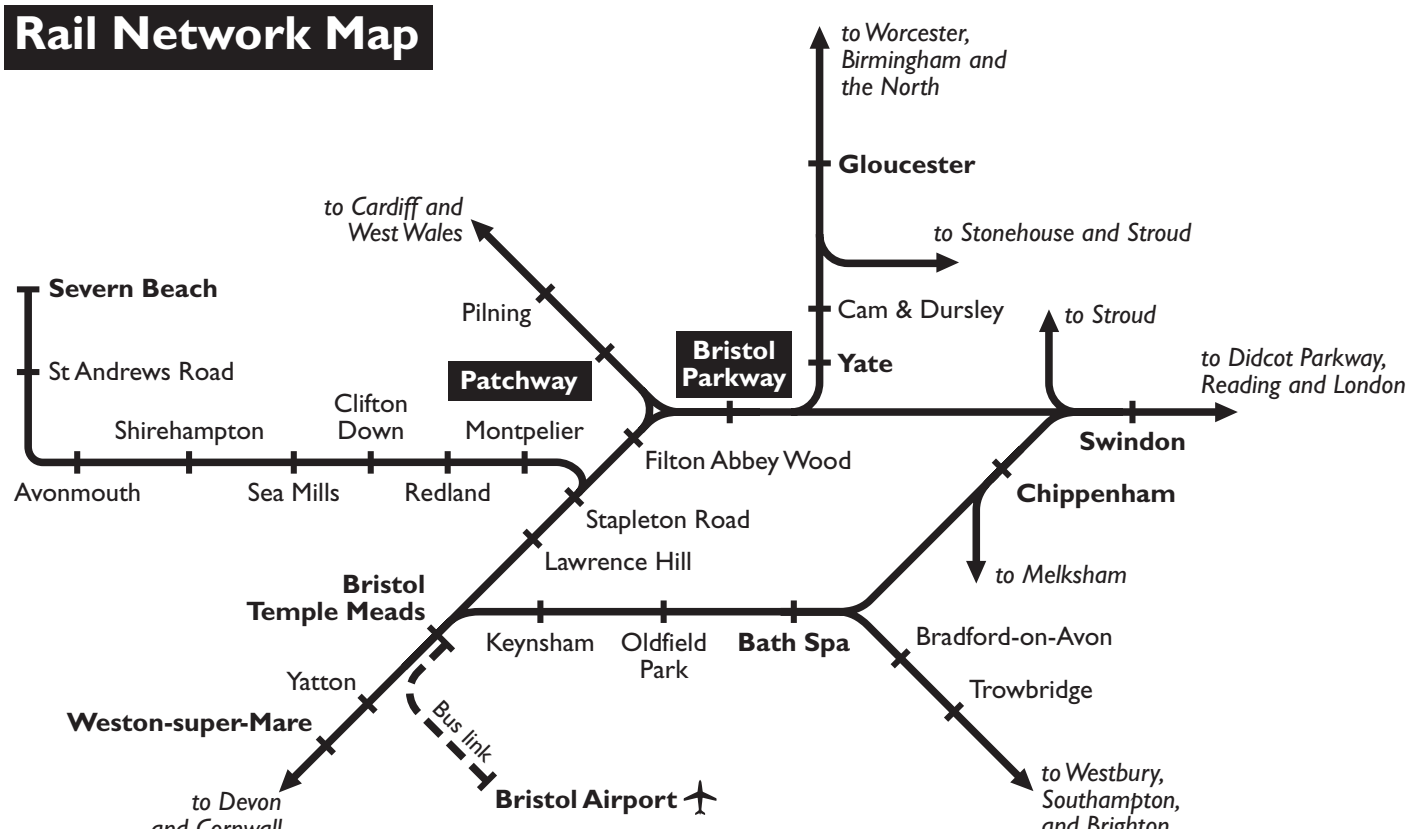 Rail Network Map
to Worcester,
Birmingham and
the North
Gloucester
to Cardiff and
West Wales
to Stonehouse and Stroud
Severn Beach
Pilning
Cam & Dursley
to Stroud
Bristol
Parkway
Yate
to Didcot Parkway,
Reading and London
St Andrews Road
Patchway
Clifton
Down
Shirehampton
Montpelier
Swindon
Filton Abbey Wood
Avonmouth
Sea Mills
Redland
Chippenham
Stapleton Road
Lawrence Hill
to Melksham
Bristol
Temple Meads
Keynsham
Oldfield
Park
Bath Spa
Bradford-on-Avon
Yatton
Trowbridge
Weston-super-Mare
Bus link
to Westbury,
Southampton,
and Brighton
Bristol Airport
to Devon
and Cornwall